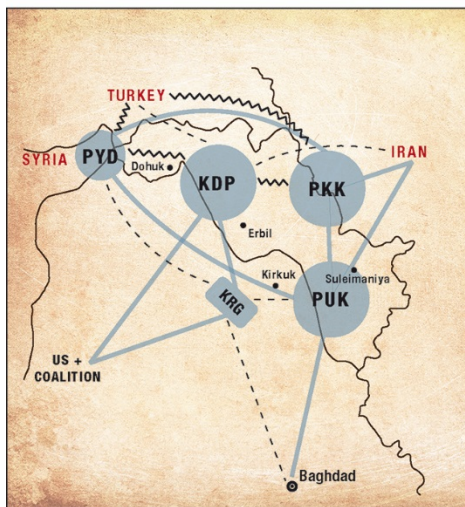 TURKEY
SYRIA
PYD
IRAN
Dohuk
KDP
PKK
Erbil
Kirkuk
Suleimaniya
KRG
PUK
US +
COALITION
Baghdad